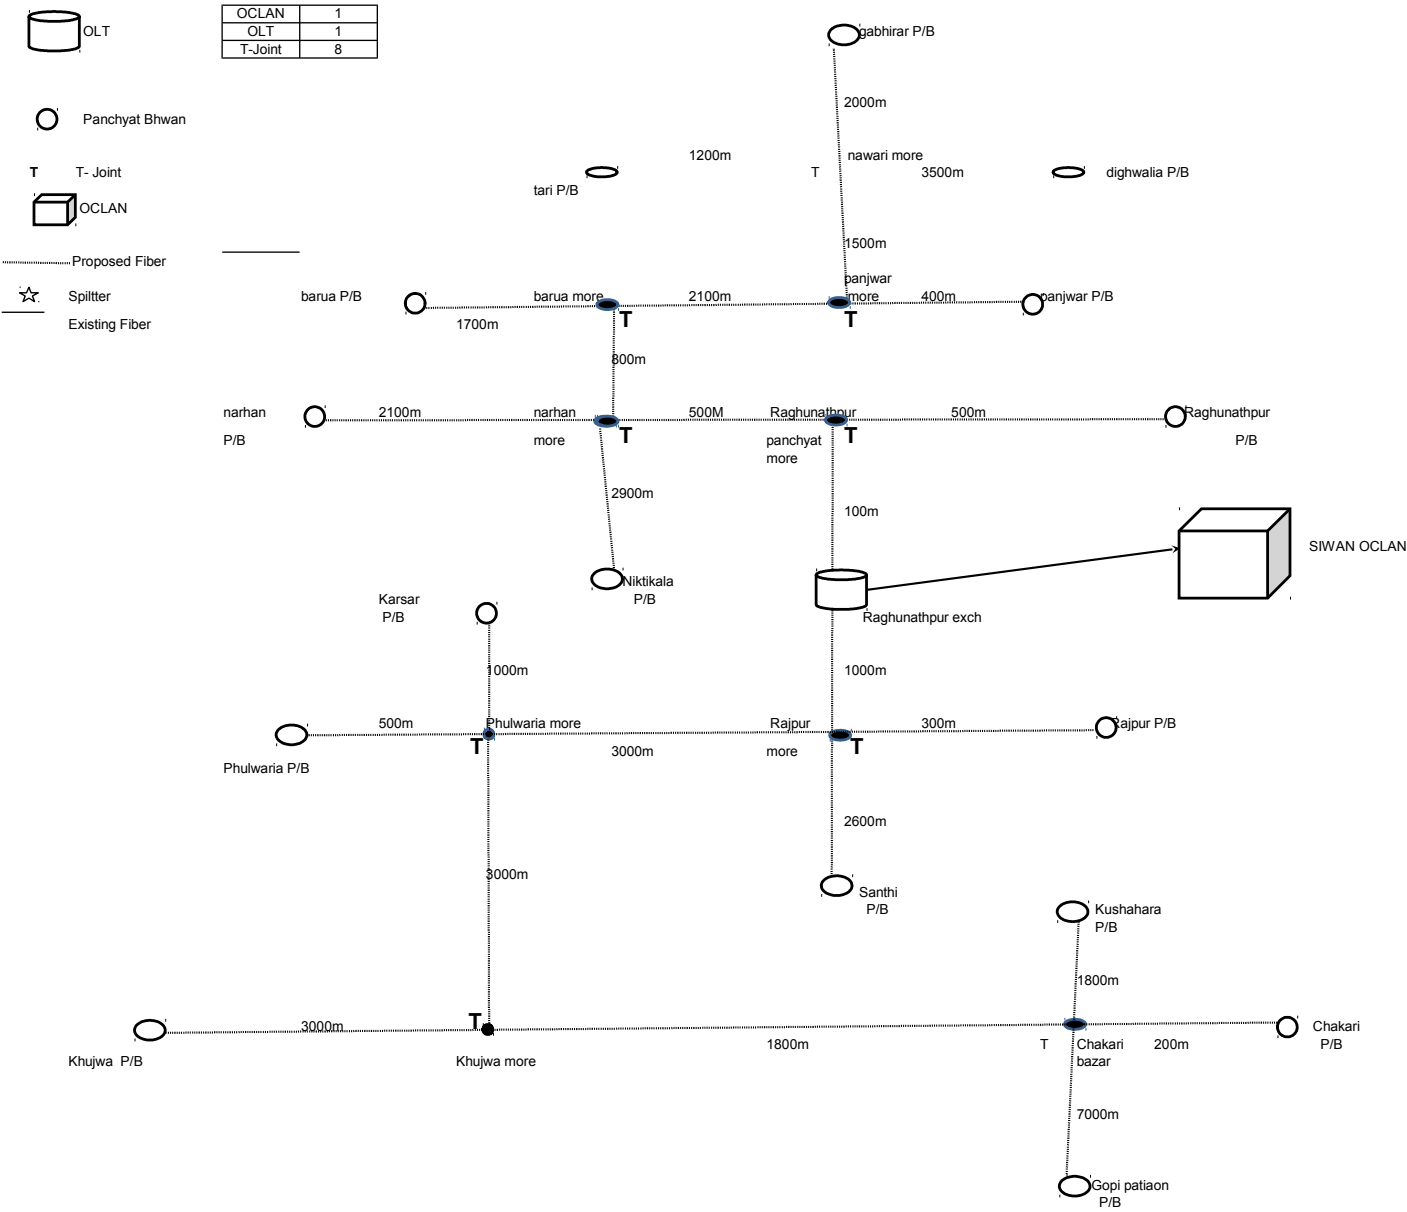 OLT
OCLAN 1
OLT 1
T-Joint 8
gabhirar P/B
2000m
Panchyat Bhwan
1200m
nawari more
T T- Joint
T
3500m
dighwalia P/B
tari P/B
OCLAN
1500m
Proposed Fiber
panjwar
more
Spiltter
barua P/B
barua more
2100m
400m
panjwar P/B
Existing Fiber
1700m
T
T
800m
narhan
P/B
2100m
narhan
more
500M
Raghunathpur
panchyat
more
500m
Raghunathpur
P/B
T
T
2900m
100m
SIWAN OCLAN
Niktikala
P/B
Karsar
P/B
Raghunathpur exch
1000m
1000m
500m
Phulwaria more
Rajpur
more
300m
Rajpur P/B
T
3000m
T
Phulwaria P/B
2600m
3000m
Santhi
P/B
Kushahara
P/B
1800m
T
3000m
Khujwa P/B
Khujwa more
1800m
T
Chakari
bazar
200m
Chakari
P/B
7000m
Gopi patiaon
P/B